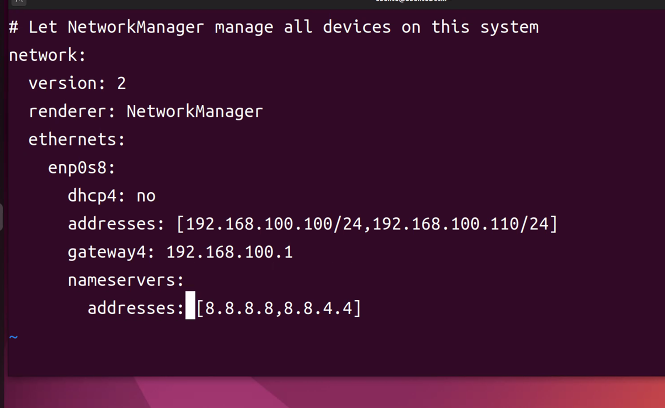 # Let NetworkManager manage all devices on this system
network:
  version: 2
  renderer: NetworkManager
  ethernets:
    enp0s8:
      dhcp4: no
      addresses: [192.168.100.100/24,192.168.100.110/24]
      gateway4: 192.168.100.1
      nameservers:
        addresses: [8.8.8.8,8.8.4.4]
~